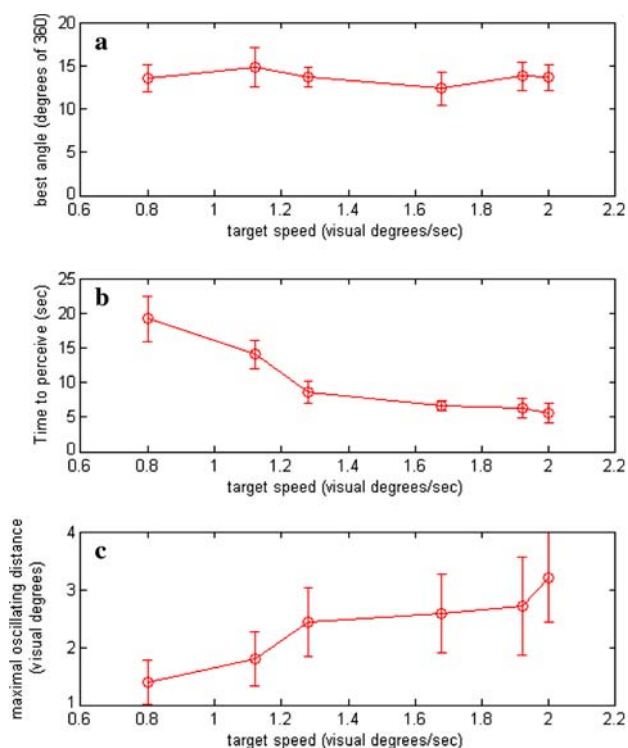 a
best angle (degrees of 360)
20
15
10
5
0
0.6 0.8 1 1.2 1.4 1.6 1.8 2 2.2
target speed (visual degrees/sec)
b
Time to perceive (sec)
25
20
15
10
5
0
0.6 0.8 1 1.2 1.4 1.6 1.8 2 2.2
target speed (visual degrees/sec)
c
maximal oscillating distance
(visual degrees)
4
3
2
1
0.6 0.8 1 1.2 1.4 1.6 1.8 2 2.2
target speed (visual degrees/sec)